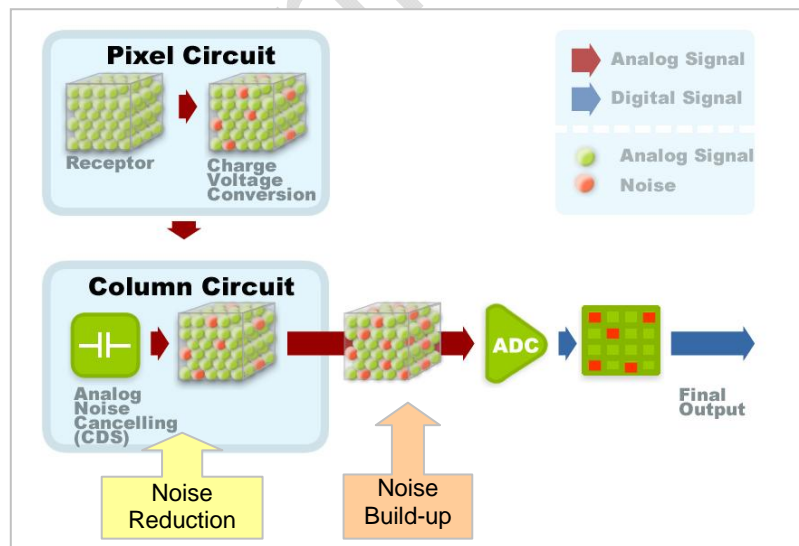 Pixel Circuit
Receptor
Charge
Voltage
Conversion
Analog Signal
Digital Signal
Analog Signal
Noise
Column Circuit
Analog
Noise
Cancelling
(CDS)
ADC
Final
Output
Noise
Reduction
Noise
Build-up